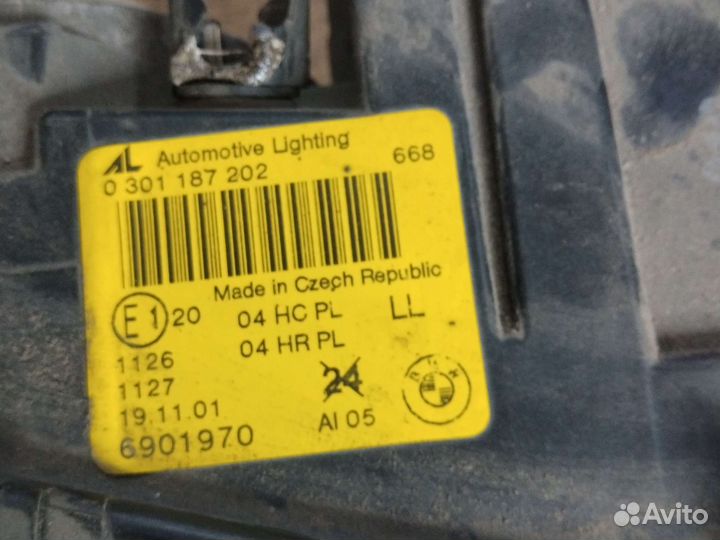 AL Automotive Lighting
0 301 187 202 668
Made in Czech Republic
E1 20 04 HC PL LL
04 HR PL
1126
1127 24
19.11.01 Al 05
6901970
Avito